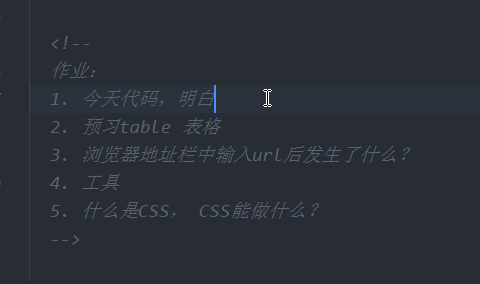 <!--
作业：
1. 今天代码，明白
2. 预习table 表格
3. 浏览器地址栏中输入url后发生了什么？
4. 工具
5. 什么是CSS， CSS能做什么？
-->